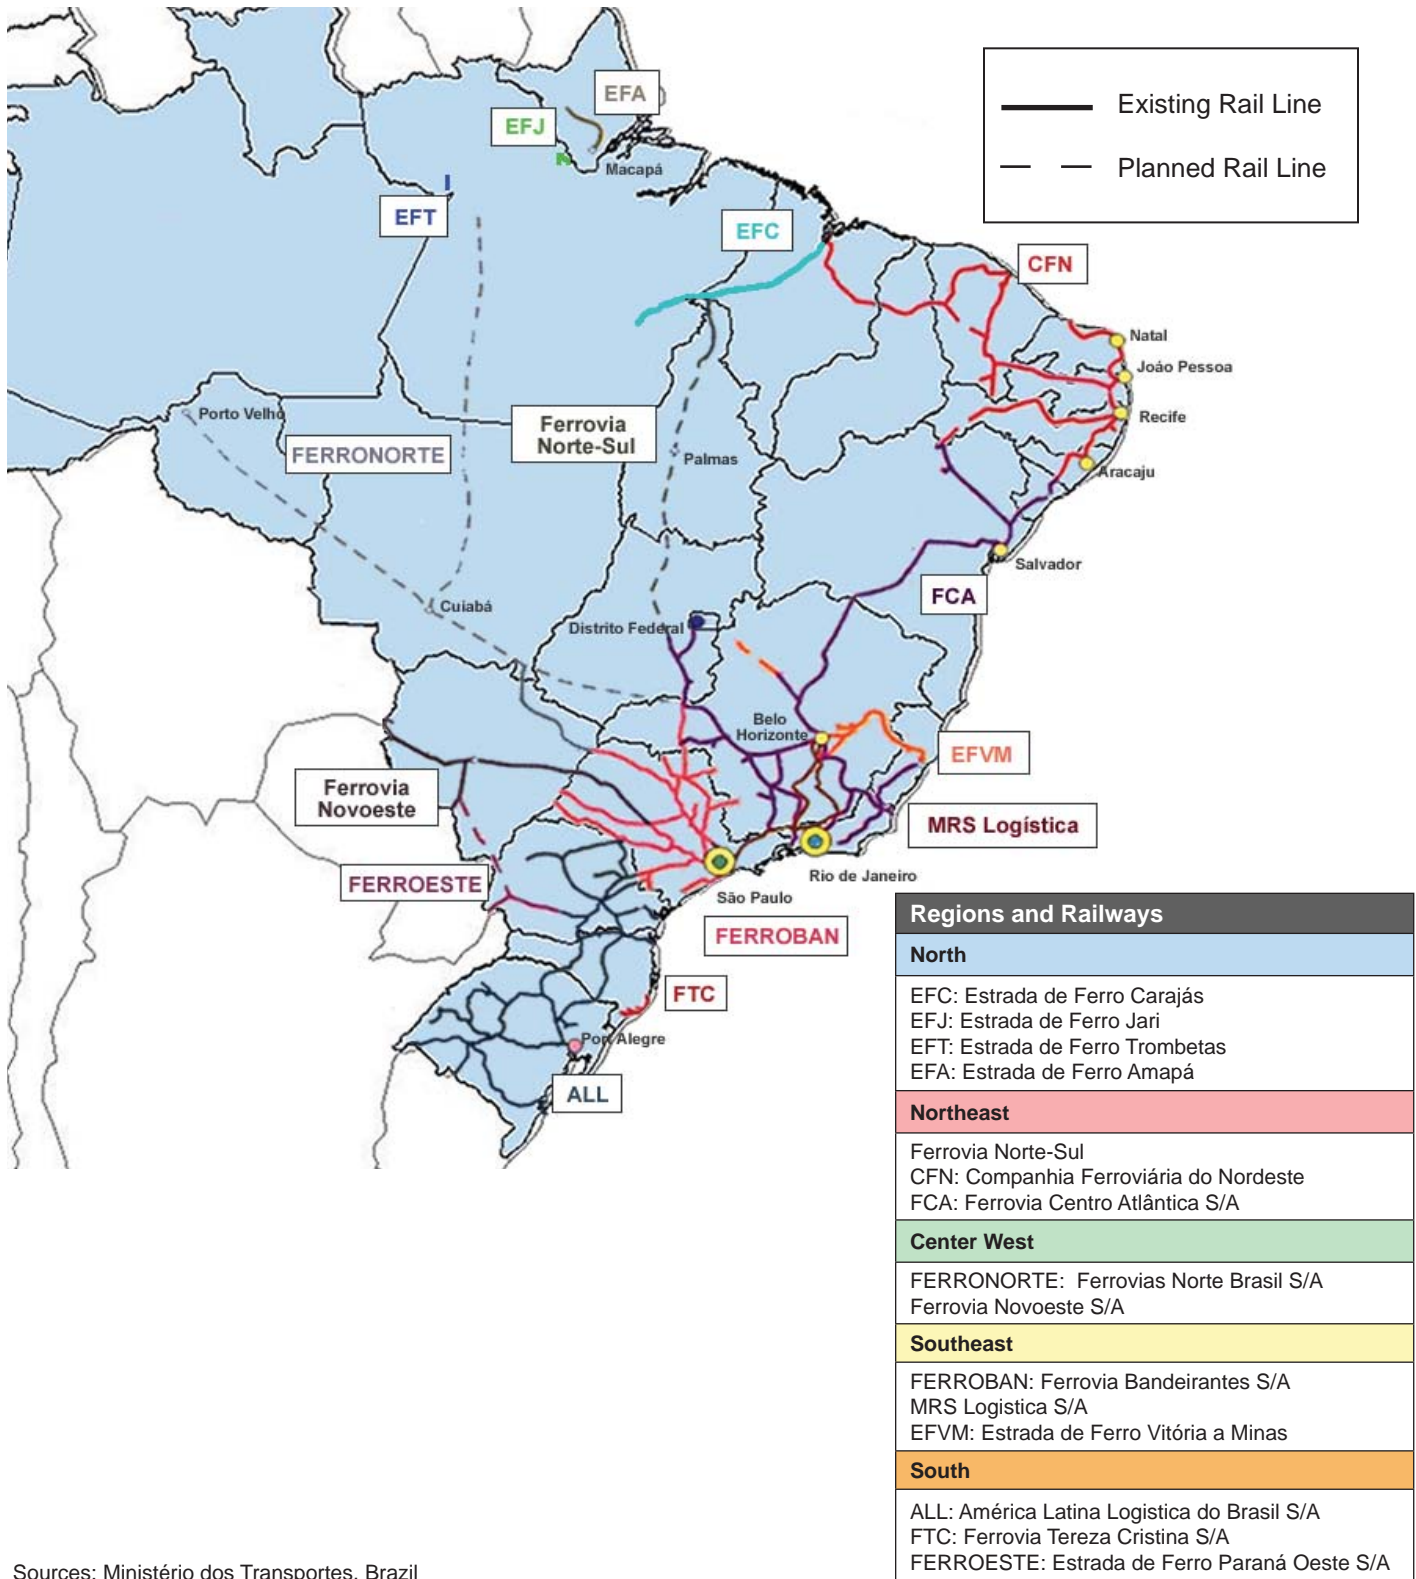 EFA
EFJ
Macapá
EFT
EFC
Existing Rail Line
Planned Rail Line
CFN
Natal
Joáo Pessoa
Recife
Aracaju
Porto Velho
FERRONORTE
Ferrovia
Norte-Sul
Palmas
Salvador
FCA
Cuiabá
Distrito Federal
Belo
Horizonte
EFVM
Ferrovia
Novoeste
MRS Logística
FERROESTE
São Paulo
Rio de Janeiro
FERROBAN
FTC
Port Alegre
ALL
Regions and Railways
North
EFC: Estrada de Ferro Carajás
EFJ: Estrada de Ferro Jari
EFT: Estrada de Ferro Trombetas
EFA: Estrada de Ferro Amapá
Northeast
Ferrovia Norte-Sul
CFN: Companhia Ferroviária do Nordeste
FCA: Ferrovia Centro Atlântica S/A
Center West
FERRONORTE: Ferrovias Norte Brasil S/A
Ferrovia Novoeste S/A
Southeast
FERROBAN: Ferrovia Bandeirantes S/A
MRS Logistica S/A
EFVM: Estrada de Ferro Vitória a Minas
South
ALL: América Latina Logistica do Brasil S/A
FTC: Ferrovia Tereza Cristina S/A
FERROESTE: Estrada de Ferro Paraná Oeste S/A
Sources: Ministério dos Transportes, Brazil